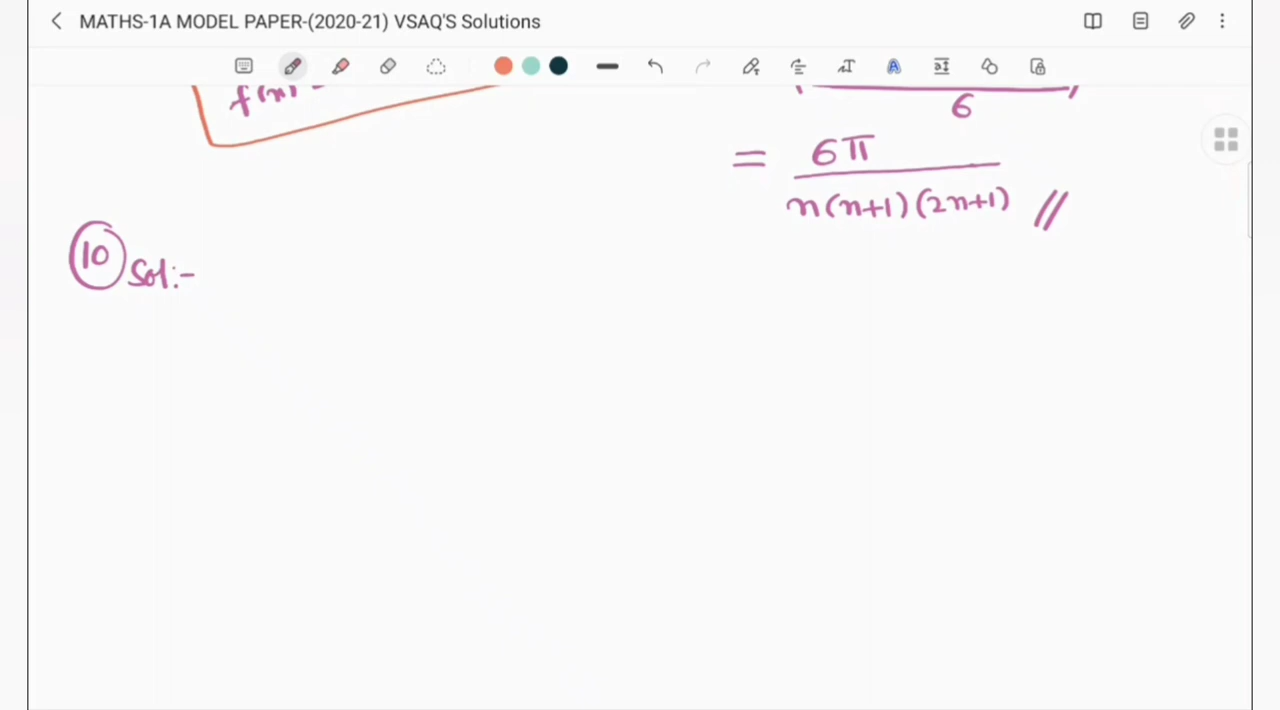 MATHS-1A MODEL PAPER-(2020-21) VSAQ'S Solutions
f(x)
6
= 6π
n(n+1)(2n+1) //
10 Sol:-